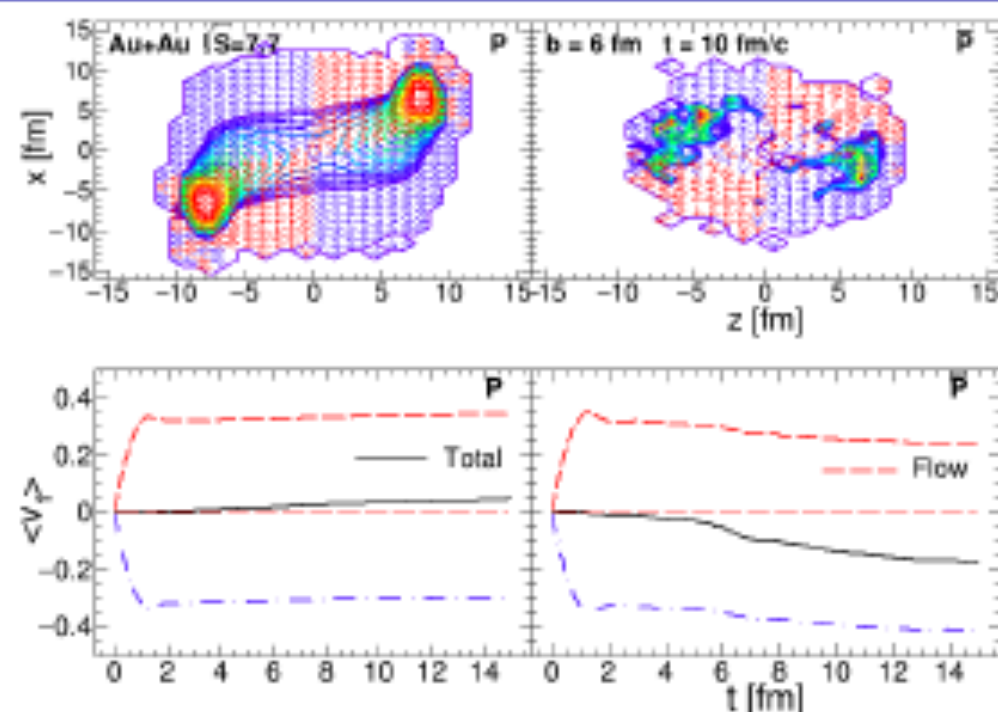 Au+Au √S=7.7 p
b = 6 fm t = 10 fm/c p̅
x [fm]
15
10
5
0
−5
−10
−15
−15 −10 −5 0 5 10 15
−15 −10 −5 0 5 10 15
z [fm]
P
P̅
<V₁>
0.4
0.2
0
−0.2
−0.4
Total
Flow
0 2 4 6 8 10 12 14
0 2 4 6 8 10 12 14
t [fm]